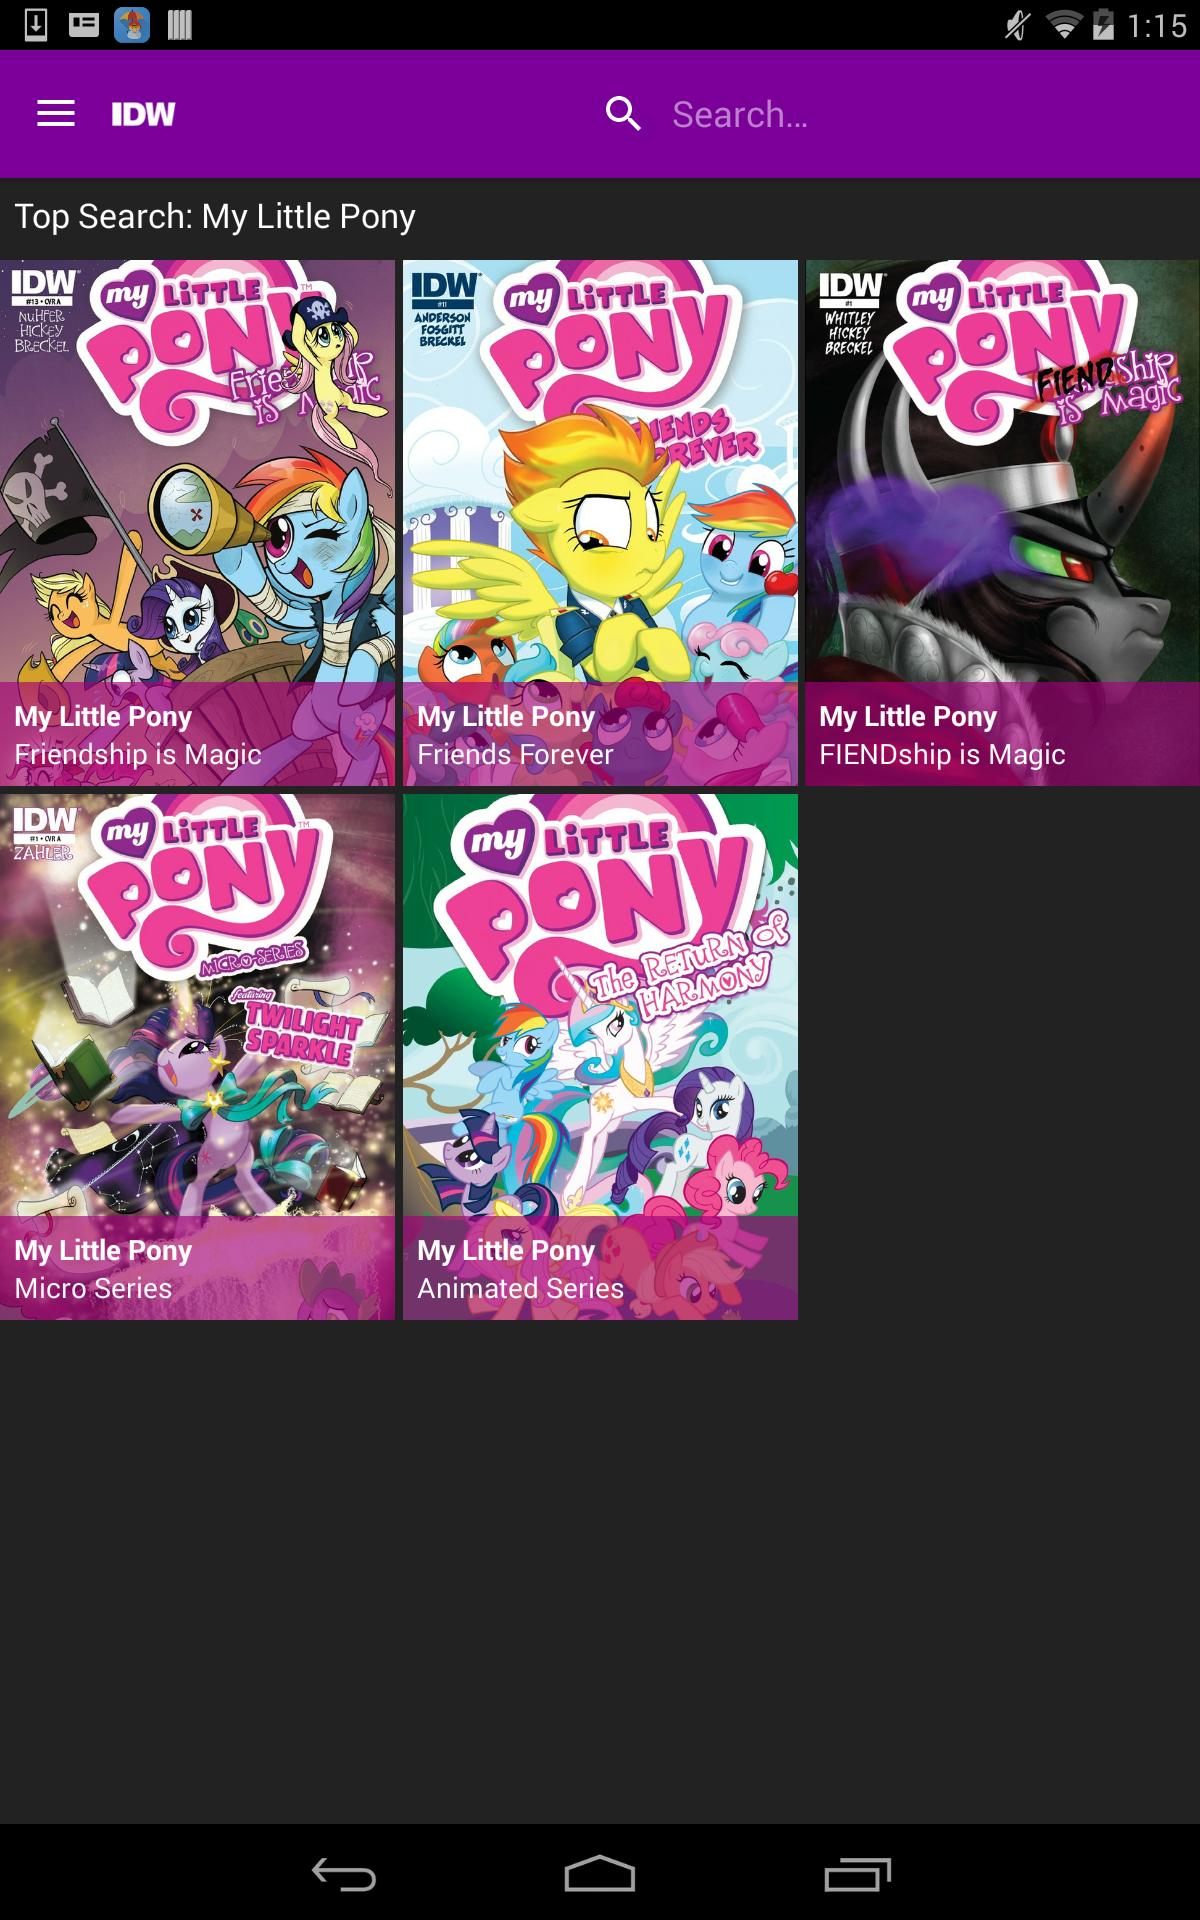 1:15
IDW
Search...
Top Search: My Little Pony
IDW
#13 • CVR A
NUHFER
HICKEY
BRECKEL
my LITTLE
PONY
TM
is Magic
My Little Pony
Friendship is Magic
IDW
#11
ANDERSON
FOSGITT
BRECKEL
my LITTLE
PONY
My Little Pony
Friends Forever
IDW
#1
WHITLEY
HICKEY
BRECKEL
my LITTLE
PONY
FIENDship
is Magic
My Little Pony
FIENDship is Magic
IDW
#1 • CVR A
ZAHLER
my LITTLE
PONY
TM
MICRO-SERIES
featuring
TWILIGHT
SPARKLE
My Little Pony
Micro Series
my LITTLE
PONY
The RETURN OF
HARMONY
My Little Pony
Animated Series